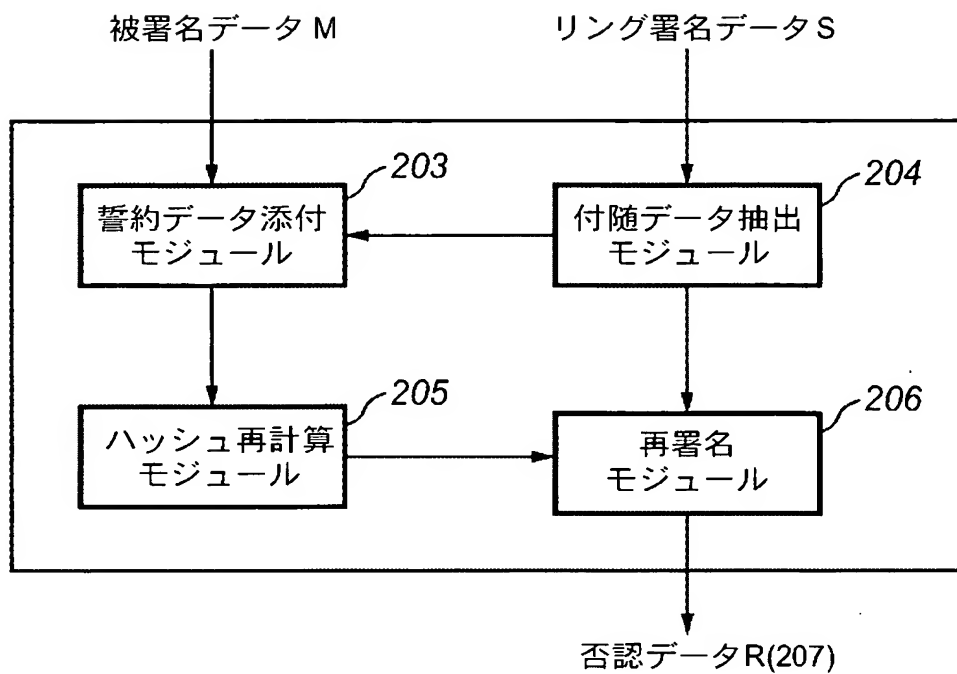 被署名データ M
リング署名データ S
203
誓約データ添付
モジュール
204
付随データ抽出
モジュール
205
ハッシュ再計算
モジュール
206
再署名
モジュール
否認データR(207)